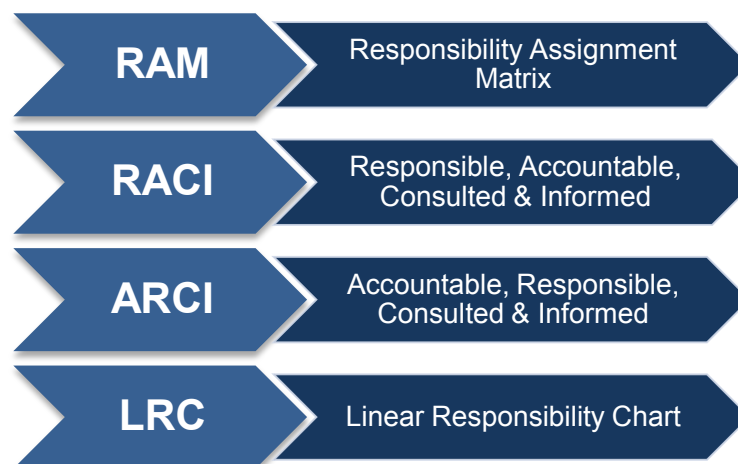 RAM
Responsibility Assignment
Matrix
RACI
Responsible, Accountable,
Consulted & Informed
ARCI
Accountable, Responsible,
Consulted & Informed
LRC
Linear Responsibility Chart